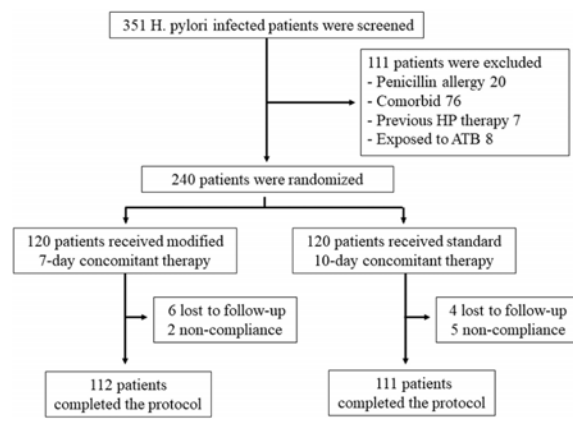 351 H. pylori infected patients were screened
111 patients were excluded
- Penicillin allergy 20
- Comorbid 76
- Previous HP therapy 7
- Exposed to ATB 8
240 patients were randomized
120 patients received modified
7-day concomitant therapy
120 patients received standard
10-day concomitant therapy
6 lost to follow-up
2 non-compliance
4 lost to follow-up
5 non-compliance
112 patients
completed the protocol
111 patients
completed the protocol